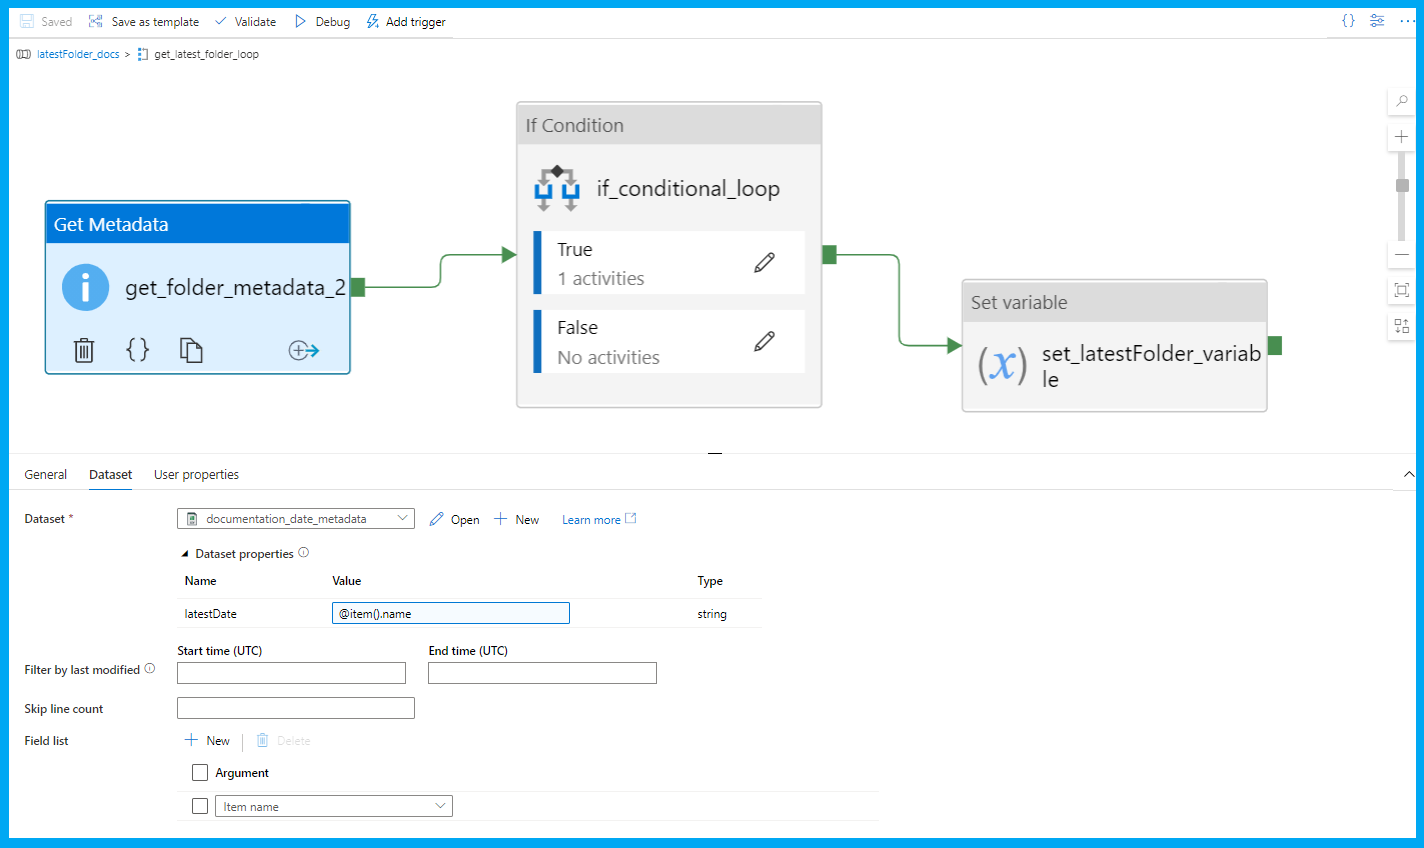 Saved Save as template Validate Debug Add trigger {} ...
latestFolder_docs > get_latest_folder_loop
If Condition
if_conditional_loop
True
1 activities
False
No activities
Get Metadata
i get_folder_metadata_2
{}
Set variable
(x) set_latestFolder_variab
le
General Dataset User properties
Dataset * documentation_date_metadata Open New Learn more
Dataset properties
Name Value Type
latestDate @item().name string
Start time (UTC) End time (UTC)
Filter by last modified
Skip line count
Field list New Delete
Argument
Item name